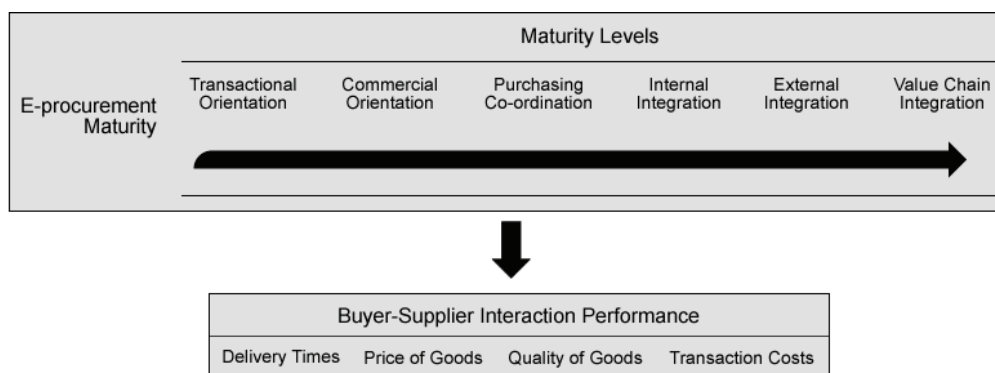 Maturity Levels
E-procurement
Maturity
Transactional
Orientation
Commercial
Orientation
Purchasing
Co-ordination
Internal
Integration
External
Integration
Value Chain
Integration
Buyer-Supplier Interaction Performance
Delivery Times Price of Goods Quality of Goods Transaction Costs